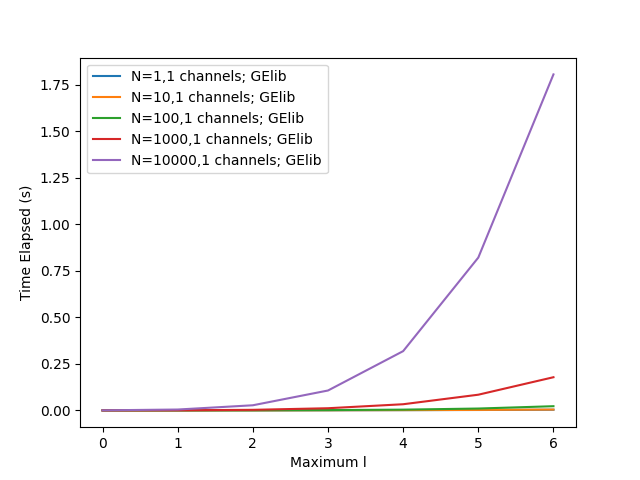 N=1,1 channels; GElib
N=10,1 channels; GElib
N=100,1 channels; GElib
N=1000,1 channels; GElib
N=10000,1 channels; GElib
1.75
1.50
1.25
1.00
0.75
0.50
0.25
0.00
Time Elapsed (s)
0 1 2 3 4 5 6
Maximum l